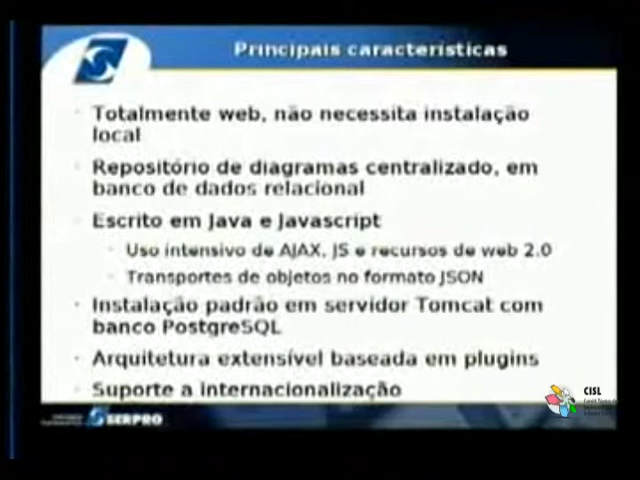 Principais características
Totalmente web, não necessita instalação
local
Repositório de diagramas centralizado, em
banco de dados relacional
Escrito em Java e Javascript
Uso intensivo de AJAX, JS e recursos de web 2.0
Transportes de objetos no formato JSON
Instalação padrão em servidor Tomcat com
banco PostgreSQL
Arquitetura extensível baseada em plugins
Suporte a internacionalização
SERPRO
CISL